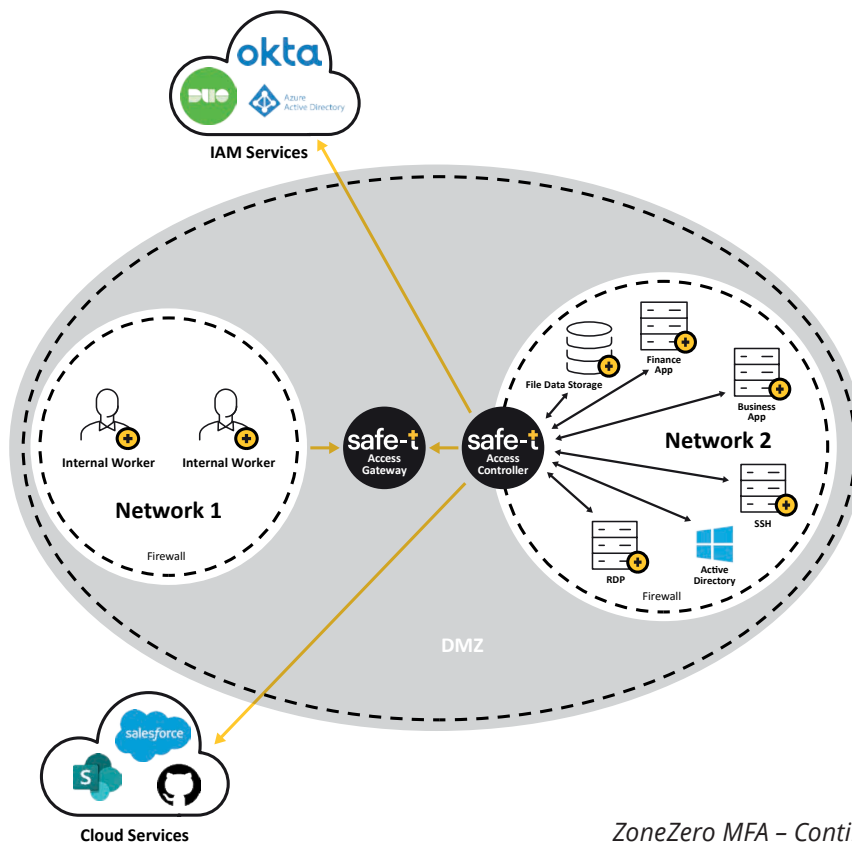 okta
DUO
Azure
Active Directory
IAM Services
File Data Storage
Finance
App
Business
App
Internal Worker
Internal Worker
safe-t
Access
Gateway
safe-t
Access
Controller
Network 2
Network 1
Firewall
SSH
RDP
Active
Directory
Firewall
DMZ
salesforce
S
Cloud Services
ZoneZero MFA – Conti